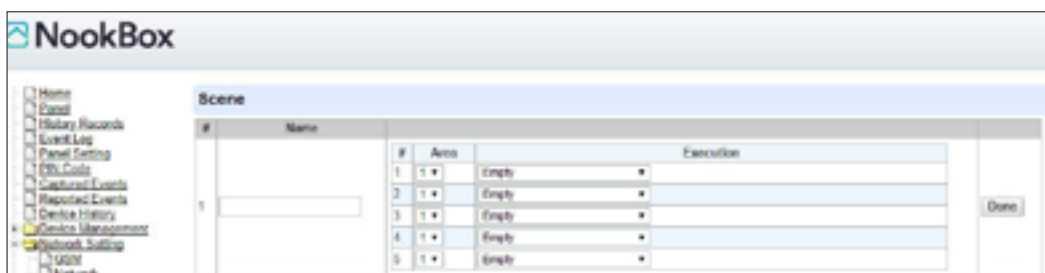 NookBox
Home
Panel
History Records
Event Log
Panel Setting
PIN Code
Captured Events
Reported Events
Device History
Device Management
Network Setting
GSM
Network
Scene
# Name
# Area Execution
1
1 1 Empty
2 1 Empty
3 1 Empty
4 1 Empty
5 1 Empty
Done